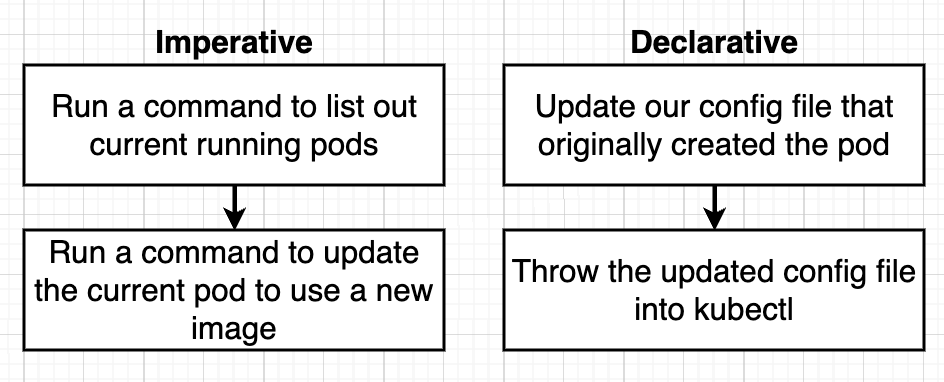 Imperative
Run a command to list out
current running pods
Run a command to update
the current pod to use a new
image
Declarative
Update our config file that
originally created the pod
Throw the updated config file
into kubectl